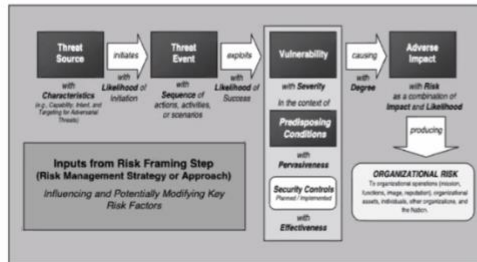 Threat
Source
initiates
Threat
Event
exploits
Vulnerability
causing
Adverse
Impact
with
Characteristics
(e.g., Capability, Intent, and
Targeting for Adversarial
Threats)
with
Likelihood of
Initiation
with
Sequence of
actions, activities,
or scenarios
with
Likelihood of
Success
with Severity
In the context of
Predisposing
Conditions
with
Pervasiveness
Security Controls
Planned / Implemented
with
Effectiveness
with
Degree
with Risk
as a combination of
Impact and Likelihood
producing
ORGANIZATIONAL RISK
To organizational operations (mission,
functions, image, reputation), organizational
assets, individuals, other organizations, and
the Nation.
Inputs from Risk Framing Step
(Risk Management Strategy or Approach)
Influencing and Potentially Modifying Key
Risk Factors